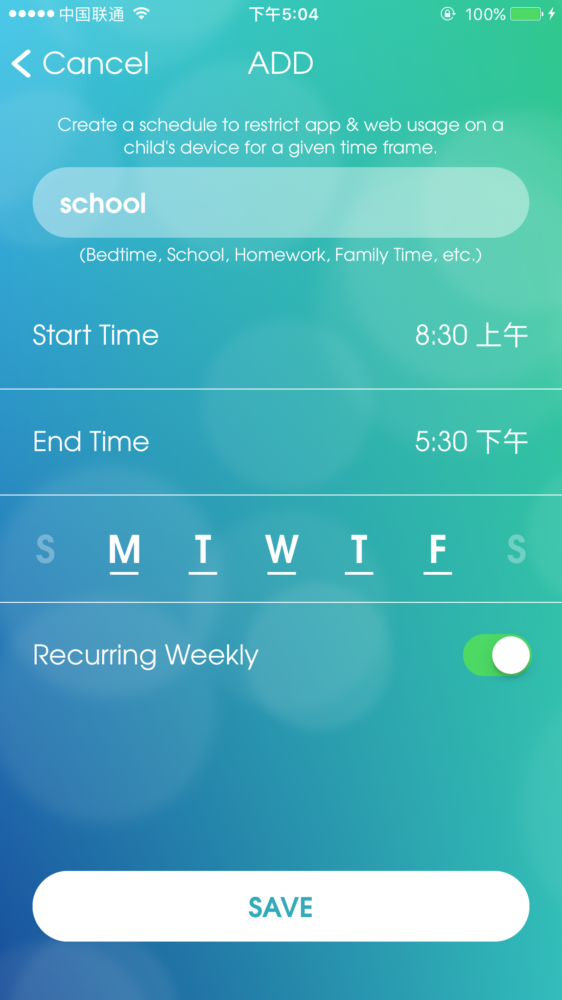 中国联通 下午5:04 100%
Cancel ADD
Create a schedule to restrict app & web usage on a
child's device for a given time frame.
school
(Bedtime, School, Homework, Family Time, etc.)
Start Time 8:30 上午
End Time 5:30 下午
S M T W T F S
Recurring Weekly
SAVE